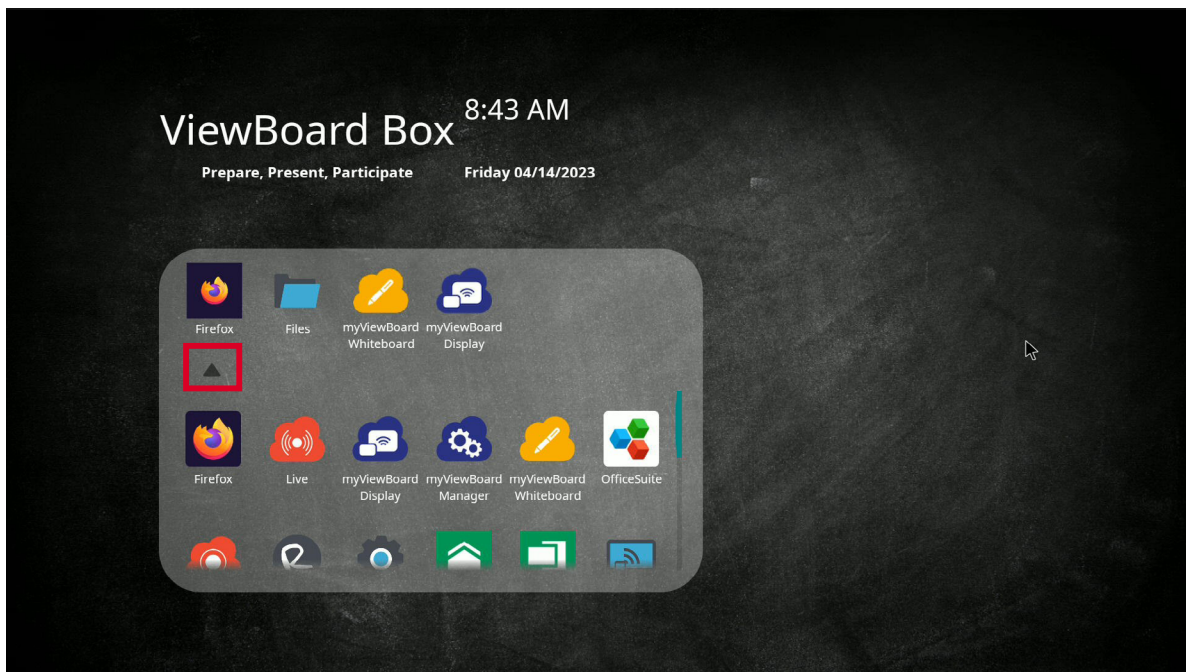 8:43 AM
ViewBoard Box
Prepare, Present, Participate
Friday 04/14/2023
Firefox
Files
myViewBoard
Whiteboard
myViewBoard
Display
Firefox
Live
myViewBoard
Display
myViewBoard
Manager
myViewBoard
Whiteboard
OfficeSuite